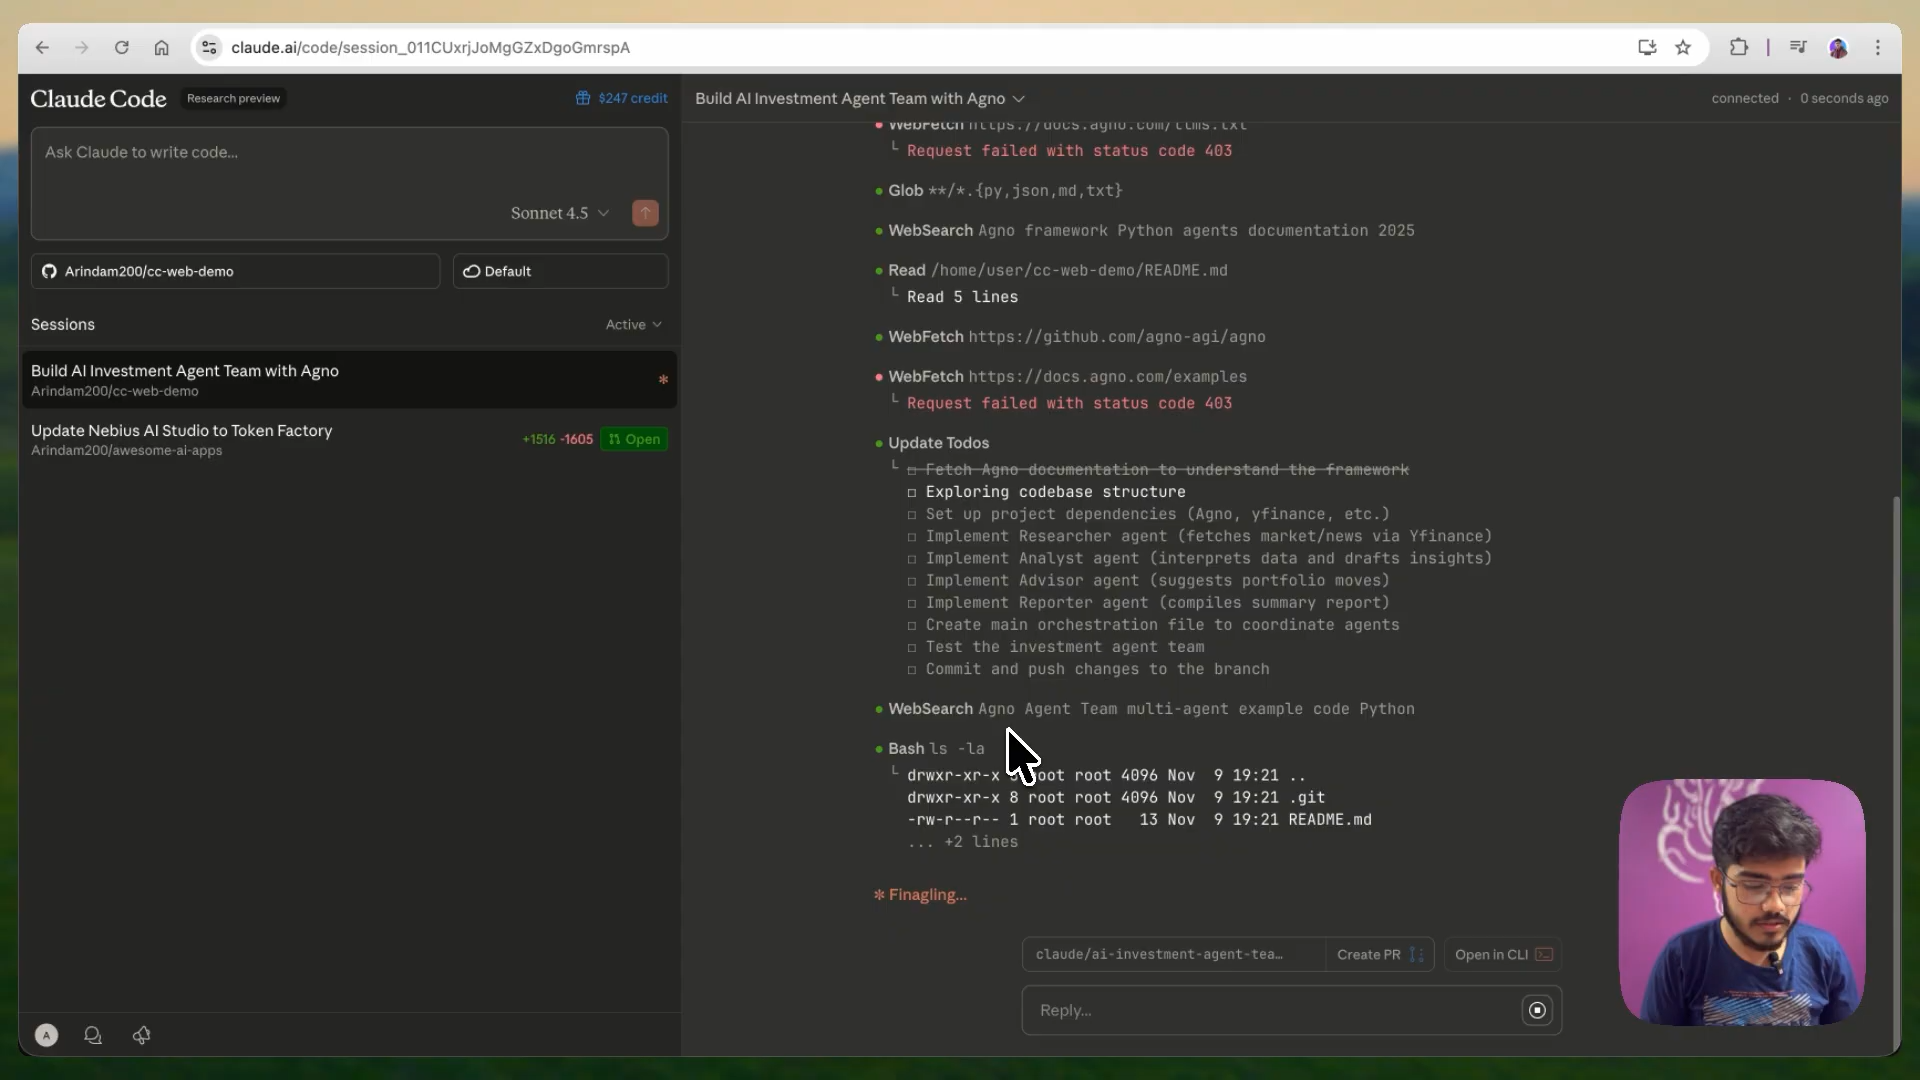 claude.ai/code/session_011CUxrjJoMgGZxDgoGmrspA
Claude Code
Research preview
$247 credit
Ask Claude to write code...
Sonnet 4.5
Arindam200/cc-web-demo
Default
Sessions
Active
Build AI Investment Agent Team with Agno
Arindam200/cc-web-demo
Update Nebius AI Studio to Token Factory
+1516 -1605
Open
Arindam200/awesome-ai-apps
A
Build AI Investment Agent Team with Agno
connected · 0 seconds ago
WebFetch https://docs.agno.com/llms.txt
Request failed with status code 403
Glob **/*.{py,json,md,txt}
WebSearch Agno framework Python agents documentation 2025
Read /home/user/cc-web-demo/README.md
Read 5 lines
WebFetch https://github.com/agno-agi/agno
WebFetch https://docs.agno.com/examples
Request failed with status code 403
Update Todos
Fetch Agno documentation to understand the framework
Exploring codebase structure
Set up project dependencies (Agno, yfinance, etc.)
Implement Researcher agent (fetches market/news via Yfinance)
Implement Analyst agent (interprets data and drafts insights)
Implement Advisor agent (suggests portfolio moves)
Implement Reporter agent (compiles summary report)
Create main orchestration file to coordinate agents
Test the investment agent team
Commit and push changes to the branch
WebSearch Agno Agent Team multi-agent example code Python
Bash ls -la
drwxr-xr-x root root 4096 Nov 9 19:21 ..
drwxr-xr-x 8 root root 4096 Nov 9 19:21 .git
-rw-r--r-- 1 root root 13 Nov 9 19:21 README.md
... +2 lines
Finagling...
claude/ai-investment-agent-tea...
Create PR
Open in CLI
Reply...